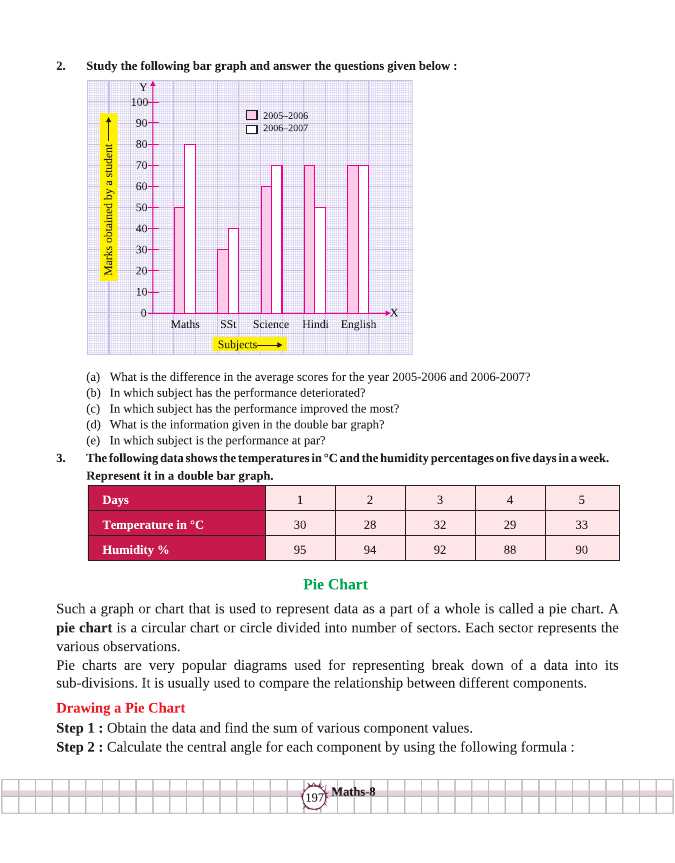 2. Study the following bar graph and answer the questions given below :
Y
100
90
80
70
60
50
40
30
20
10
0
Marks obtained by a student
2005–2006
2006–2007
X
Maths SSt Science Hindi English
Subjects
(a) What is the difference in the average scores for the year 2005-2006 and 2006-2007?
(b) In which subject has the performance deteriorated?
(c) In which subject has the performance improved the most?
(d) What is the information given in the double bar graph?
(e) In which subject is the performance at par?
3. The following data shows the temperatures in °C and the humidity percentages on five days in a week.
Represent it in a double bar graph.
Days 1 2 3 4 5
Temperature in °C 30 28 32 29 33
Humidity % 95 94 92 88 90
Pie Chart
Such a graph or chart that is used to represent data as a part of a whole is called a pie chart. A
pie chart is a circular chart or circle divided into number of sectors. Each sector represents the
various observations.
Pie charts are very popular diagrams used for representing break down of a data into its
sub-divisions. It is usually used to compare the relationship between different components.
Drawing a Pie Chart
Step 1 : Obtain the data and find the sum of various component values.
Step 2 : Calculate the central angle for each component by using the following formula :
197 Maths-8